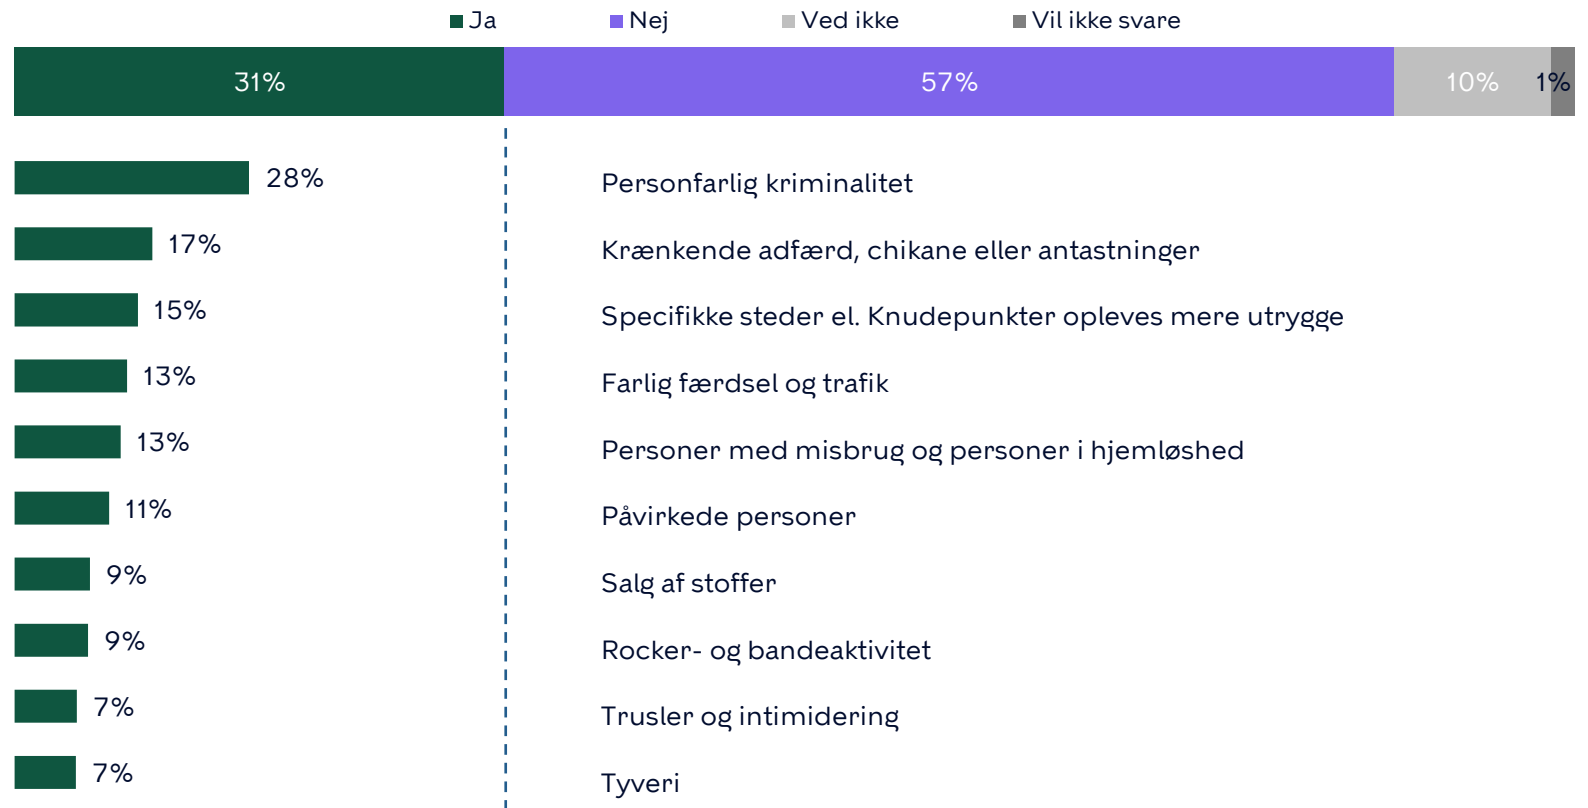 Ja Nej Ved ikke Vil ikke svare
31% 57% 10% 1%
28% Personfarlig kriminalitet
17% Krænkende adfærd, chikane eller antastninger
15% Specifikke steder el. Knudepunkter opleves mere utrygge
13% Farlig færdsel og trafik
13% Personer med misbrug og personer i hjemløshed
11% Påvirkede personer
9% Salg af stoffer
9% Rocker- og bandeaktivitet
7% Trusler og intimidering
7% Tyveri